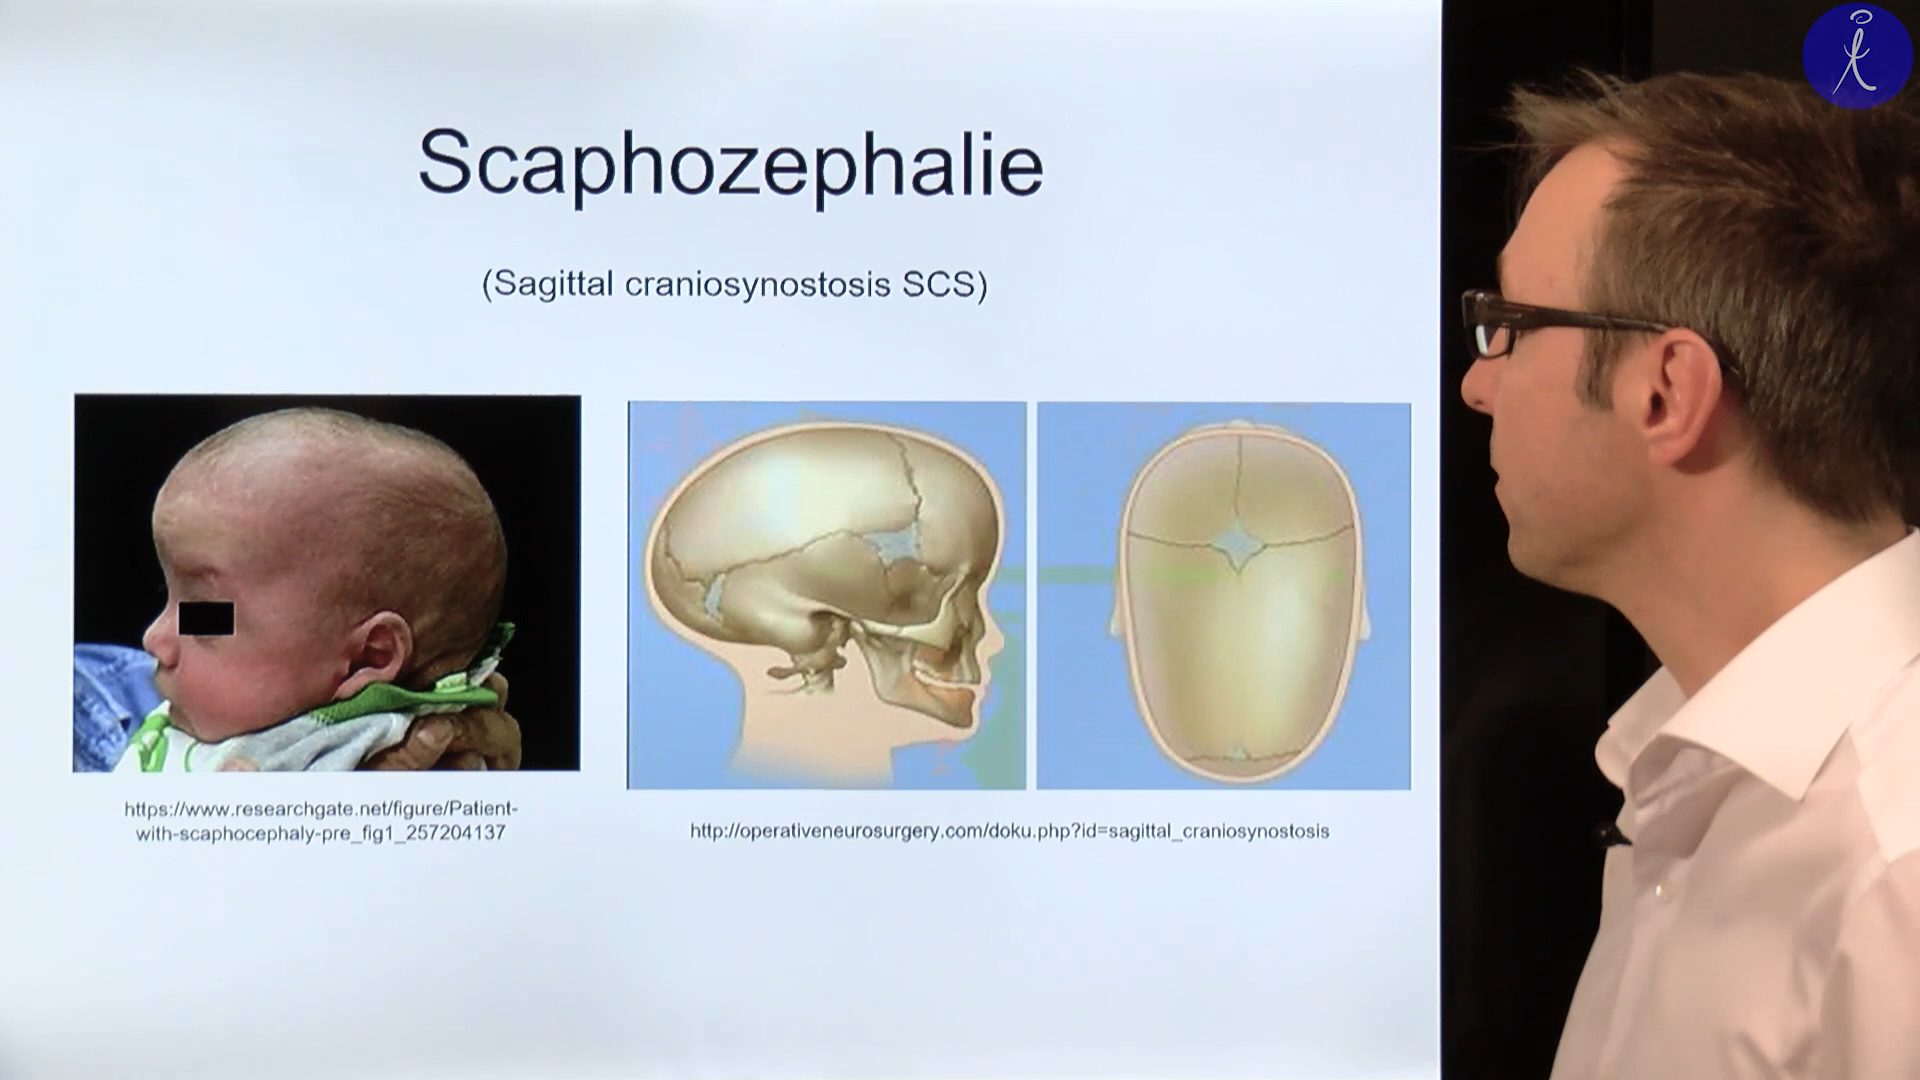 Scaphozephalie
(Sagittal craniosynostosis SCS)
https://www.researchgate.net/figure/Patient-
with-scaphocephaly-pre_fig1_257204137
http://operativeneurosurgery.com/doku.php?id=sagittal_craniosynostosis